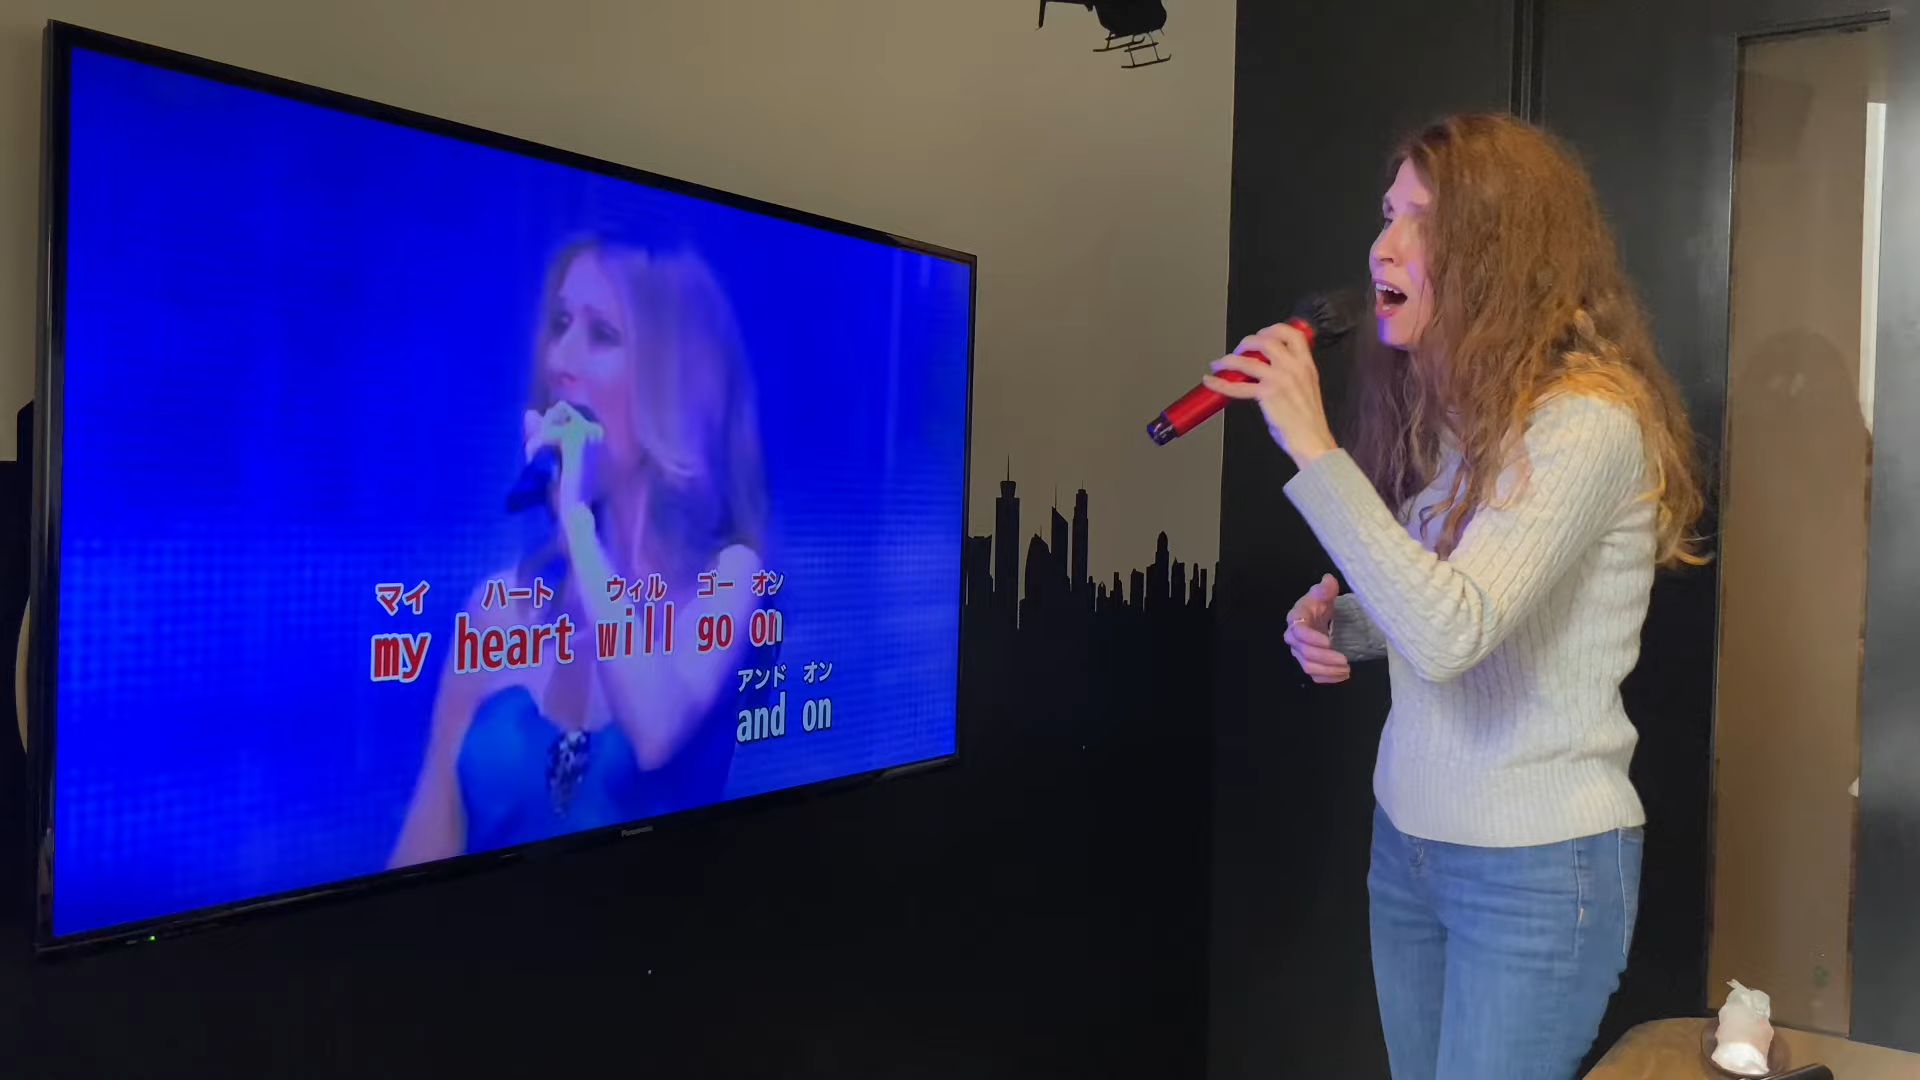 マイ ハート ウィル ゴー オン
my heart will go on
アンド オン
and on
Panasonic